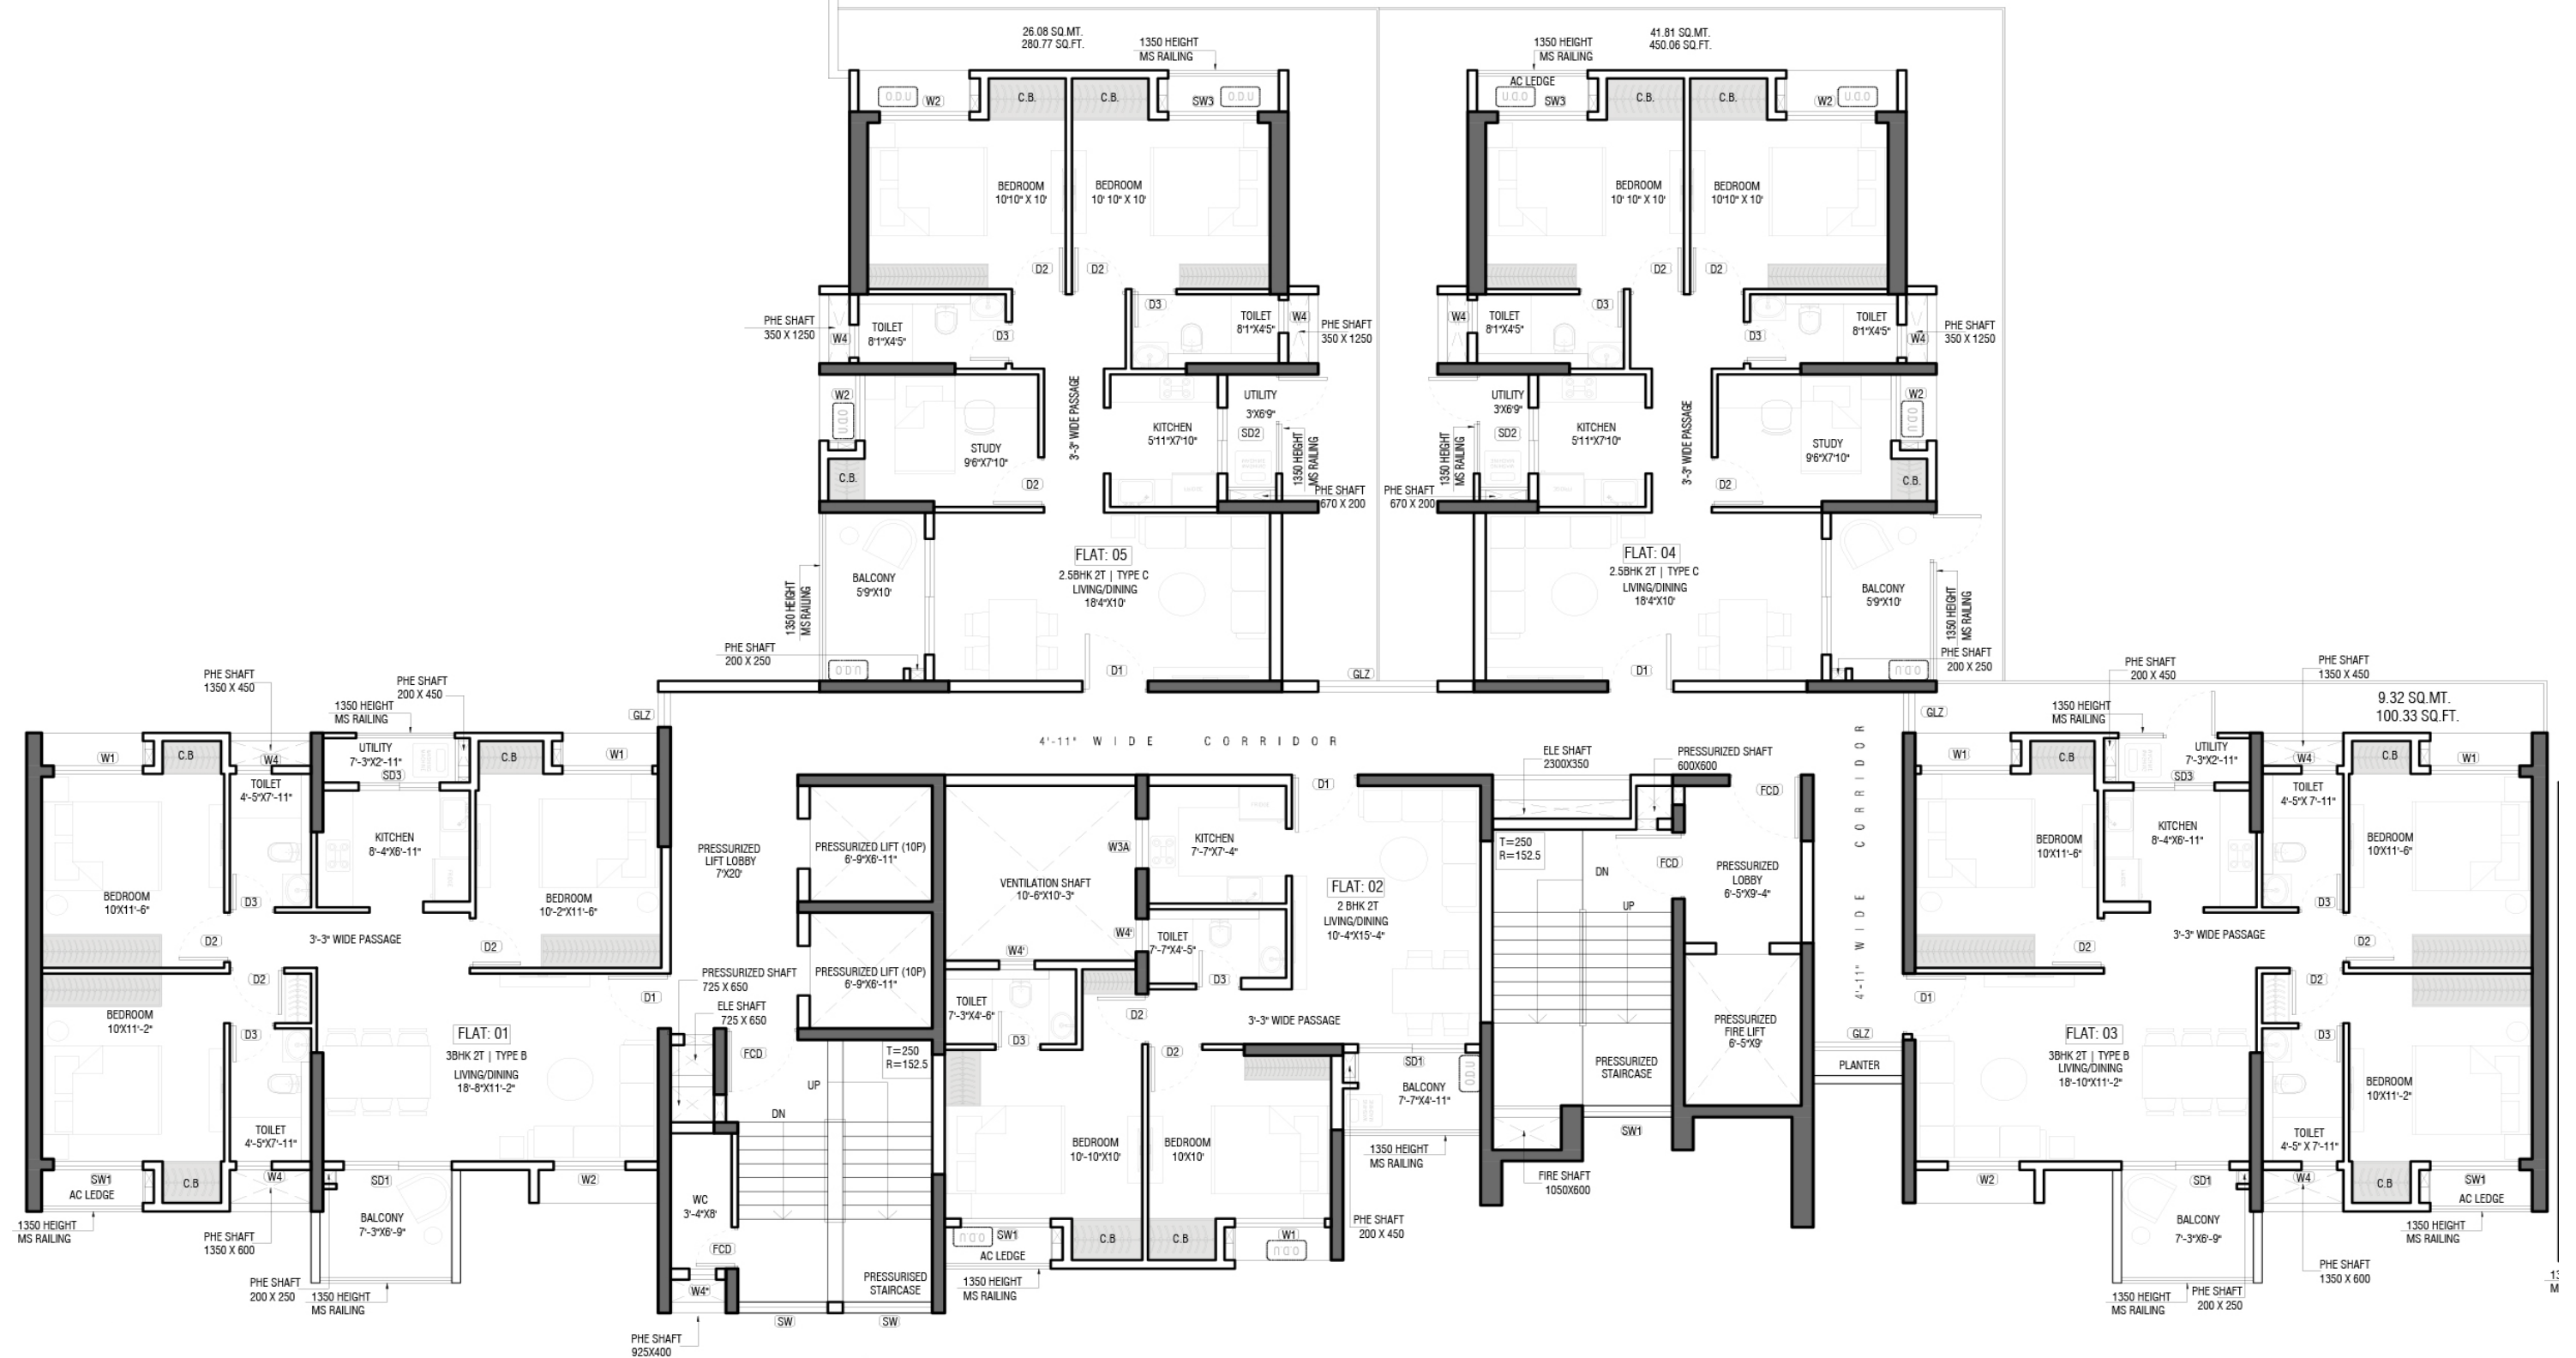 26.08 SQ.MT.
280.77 SQ.FT.
1350 HEIGHT
MS RAILING
O.D.U
W2
C.B.
C.B.
SW3
O.D.U
BEDROOM
10'10" X 10'
BEDROOM
10' 10" X 10'
D2
D2
PHE SHAFT
350 X 1250
W4
TOILET
8'1"X4'5"
D3
D3
TOILET
8'1"X4'5"
W4
PHE SHAFT
350 X 1250
W2
O.D.U
C.B.
STUDY
9'6"X7'10"
D2
3'-3" WIDE PASSAGE
KITCHEN
5'11"X7'10"
UTILITY
3'X6'9"
SD2
1350 HEIGHT
MS RAILING
PHE SHAFT
670 X 200
FLAT: 05
2.5BHK 2T | TYPE C
LIVING/DINING
18'4"X10'
BALCONY
5'9"X10'
1350 HEIGHT
MS RAILING
PHE SHAFT
200 X 250
O.D.U
D1
GLZ
41.81 SQ.MT.
450.06 SQ.FT.
1350 HEIGHT
MS RAILING
AC LEDGE
O.D.U
SW3
C.B.
C.B.
W2
O.D.U
BEDROOM
10' 10" X 10'
BEDROOM
10'10" X 10'
D2
D2
W4
TOILET
8'1"X4'5"
D3
D3
TOILET
8'1"X4'5"
W4
PHE SHAFT
350 X 1250
UTILITY
3'X6'9"
SD2
1350 HEIGHT
MS RAILING
PHE SHAFT
670 X 200
KITCHEN
5'11"X7'10"
3'-3" WIDE PASSAGE
STUDY
9'6"X7'10"
D2
W2
O.D.U
C.B.
FLAT: 04
2.5BHK 2T | TYPE C
LIVING/DINING
18'4"X10'
BALCONY
5'9"X10'
1350 HEIGHT
MS RAILING
PHE SHAFT
200 X 250
O.D.U
D1
PHE SHAFT
1350 X 450
PHE SHAFT
200 X 450
1350 HEIGHT
MS RAILING
GLZ
W1
C.B
W4
UTILITY
7'-3"X2'-11"
SD3
C.B
W1
TOILET
4'-5"X7'-11"
KITCHEN
8'-4"X6'-11"
BEDROOM
10'X11'-6"
D3
BEDROOM
10'-2"X11'-6"
D2
3'-3" WIDE PASSAGE
D2
D2
D1
BEDROOM
10'X11'-2"
D3
FLAT: 01
3BHK 2T | TYPE B
LIVING/DINING
18'-8"X11'-2"
TOILET
4'-5"X7'-11"
SW1
AC LEDGE
C.B
W4
SD1
W2
BALCONY
7'-3"X6'-9"
1350 HEIGHT
MS RAILING
PHE SHAFT
1350 X 600
PHE SHAFT
200 X 250
1350 HEIGHT
MS RAILING
4'-11" WIDE CORRIDOR
PRESSURIZED
LIFT LOBBY
7'X20'
PRESSURIZED LIFT (10P)
6'-9"X6'-11"
PRESSURIZED LIFT (10P)
6'-9"X6'-11"
PRESSURIZED SHAFT
725 X 650
ELE SHAFT
725 X 650
FCD
T=250
R=152.5
UP
DN
WC
3'-4"X8'
FCD
W4"
PRESSURISED
STAIRCASE
SW
SW
PHE SHAFT
925X400
VENTILATION SHAFT
10'-6"X10'-3"
W3A
KITCHEN
7'-7"X7'-4"
D1
W4'
W4'
TOILET
7'-7"X4'-5"
D3
FLAT: 02
2 BHK 2T
LIVING/DINING
10'-4"X15'-4"
TOILET
7'-3"X4'-6"
D3
D2
D2
3'-3" WIDE PASSAGE
SD1
O.D.U
BALCONY
7'-7"X4'-11"
1350 HEIGHT
MS RAILING
BEDROOM
10'-10"X10'
BEDROOM
10'X10'
O.D.U
SW1
AC LEDGE
C.B
C.B
W1
O.D.U
1350 HEIGHT
MS RAILING
PHE SHAFT
200 X 450
ELE SHAFT
2300X350
PRESSURIZED SHAFT
600X600
FCD
T=250
R=152.5
DN
FCD
UP
PRESSURIZED
LOBBY
6'-5"X9'-4"
PRESSURIZED
FIRE LIFT
6'-5"X9'
PRESSURIZED
STAIRCASE
SW1
FIRE SHAFT
1050X600
4'-11" WIDE CORRIDOR
GLZ
GLZ
PLANTER
PHE SHAFT
200 X 450
PHE SHAFT
1350 X 450
1350 HEIGHT
MS RAILING
9.32 SQ.MT.
100.33 SQ.FT.
W1
C.B
UTILITY
7'-3"X2'-11"
SD3
W4
C.B
W1
TOILET
4'-5"X 7'-11"
BEDROOM
10'X11'-6"
KITCHEN
8'-4"X6'-11"
BEDROOM
10'X11'-6"
D3
D2
3'-3" WIDE PASSAGE
D2
D1
D2
FLAT: 03
3BHK 2T | TYPE B
LIVING/DINING
18'-10"X11'-2"
D3
BEDROOM
10'X11'-2"
TOILET
4'-5" X 7'-11"
W2
SD1
W4
C.B
SW1
AC LEDGE
BALCONY
7'-3"X6'-9"
1350 HEIGHT
MS RAILING
PHE SHAFT
1350 X 600
1350 HEIGHT
MS RAILING
PHE SHAFT
200 X 250